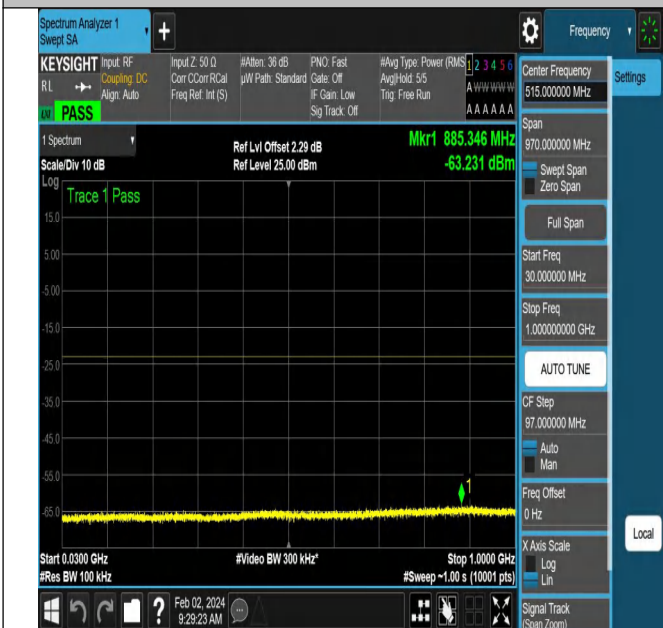 Spectrum Analyzer 1
Swept SA
Frequency
KEYSIGHT
Input: RF
Coupling: DC
Align: Auto
RL
LXI
PASS
Input Z: 50 Ω
Corr CCorr RCal
Freq Ref: Int (S)
#Atten: 36 dB
µW Path: Standard
PNO: Fast
Gate: Off
IF Gain: Low
Sig Track: Off
#Avg Type: Power (RMS
Avg|Hold: 5/5
Trig: Free Run
1 2 3 4 5 6
A W W W W W
A A A A A A
1 Spectrum
Scale/Div 10 dB
Ref Lvl Offset 2.29 dB
Ref Level 25.00 dBm
Mkr1 885.346 MHz
-63.231 dBm
Log
Trace 1 Pass
15.0
5.00
-5.00
-15.0
-25.0
-35.0
-45.0
-55.0
-65.0
1
Start 0.0300 GHz
#Res BW 100 kHz
#Video BW 300 kHz*
Stop 1.0000 GHz
#Sweep ~1.00 s (10001 pts)
Feb 02, 2024
9:29:23 AM
Center Frequency
515.000000 MHz
Settings
Span
970.000000 MHz
Swept Span
Zero Span
Full Span
Start Freq
30.000000 MHz
Stop Freq
1.000000000 GHz
AUTO TUNE
CF Step
97.000000 MHz
Auto
Man
Freq Offset
0 Hz
X Axis Scale
Log
Lin
Local
Signal Track
(Span Zoom)